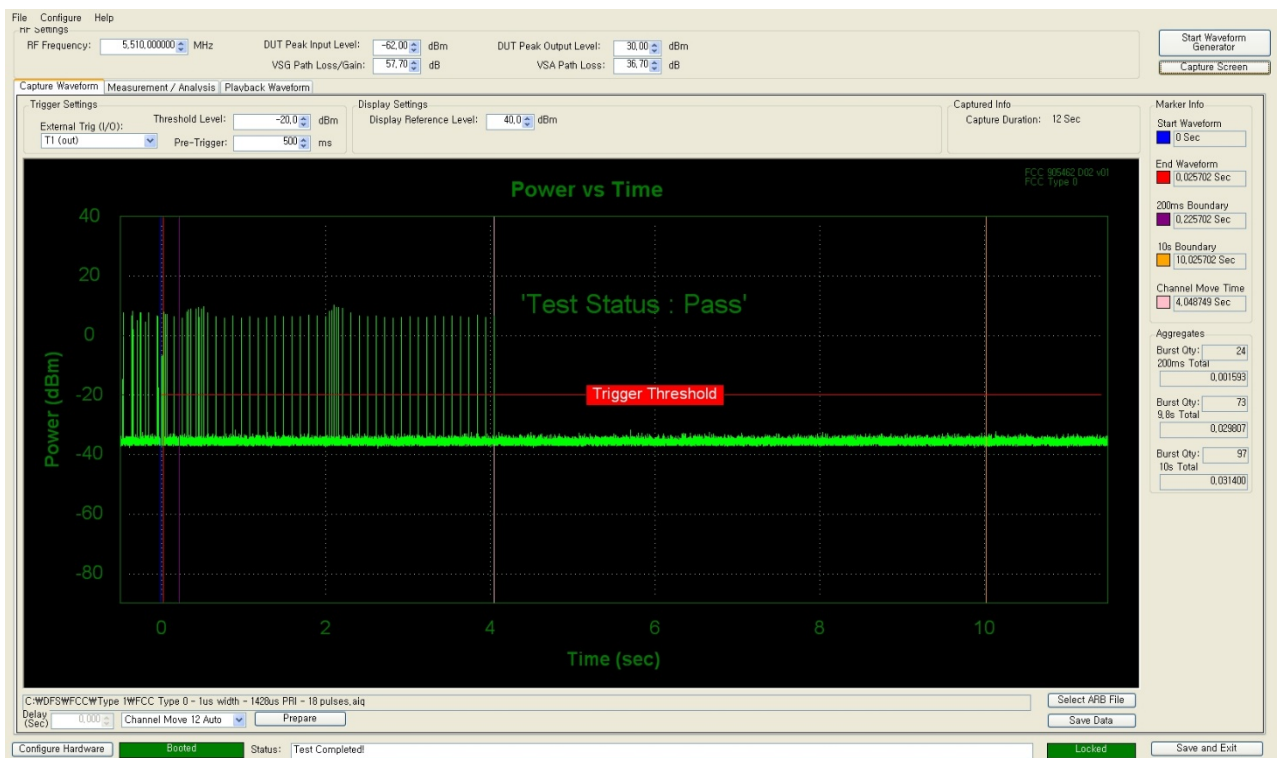 File Configure Help
RF Settings
RF Frequency: 5,510,000000 MHz DUT Peak Input Level: -62,00 dBm DUT Peak Output Level: 30,00 dBm
VSG Path Loss/Gain: 57,70 dB VSA Path Loss: 36,70 dB
Start Waveform Generator
Capture Screen
Capture Waveform Measurement / Analysis Playback Waveform
Trigger Settings
External Trig (I/O): Threshold Level: -20,0 dBm
T1 (out) Pre-Trigger: 500 ms
Display Settings
Display Reference Level: 40,0 dBm
Captured Info
Capture Duration: 12 Sec
FCC 905462 D02 v01
FCC Type 0
Power vs Time
'Test Status : Pass'
Trigger Threshold
Power (dBm)
40
20
0
-20
-40
-60
-80
0 2 4 6 8 10
Time (sec)
Marker Info
Start Waveform
0 Sec
End Waveform
0,025702 Sec
200ms Boundary
0,225702 Sec
10s Boundary
10,025702 Sec
Channel Move Time
4,048749 Sec
Aggregates
Burst Qty: 24
200ms Total
0,001593
Burst Qty: 73
9,8s Total
0,029807
Burst Qty: 97
10s Total
0,031400
C:₩DFS₩FCC₩Type 1₩FCC Type 0 - 1us width - 1428us PRI - 18 pulses,aiq
Select ARB File
Delay (Sec) 0,000 Channel Move 12 Auto Prepare
Save Data
Configure Hardware Booted Status: Test Completed! Locked Save and Exit